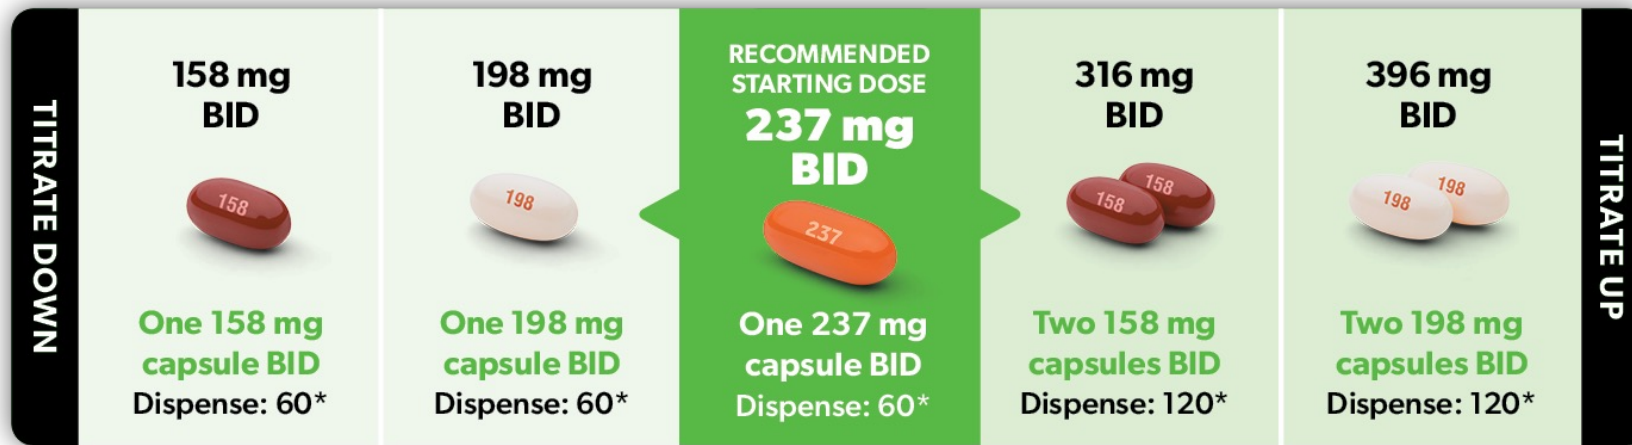 TITRATE DOWN
158 mg
BID
158
One 158 mg
capsule BID
Dispense: 60*
198 mg
BID
198
One 198 mg
capsule BID
Dispense: 60*
RECOMMENDED
STARTING DOSE
237 mg
BID
237
One 237 mg
capsule BID
Dispense: 60*
316 mg
BID
158
158
Two 158 mg
capsules BID
Dispense: 120*
396 mg
BID
198
198
Two 198 mg
capsules BID
Dispense: 120*
TITRATE UP